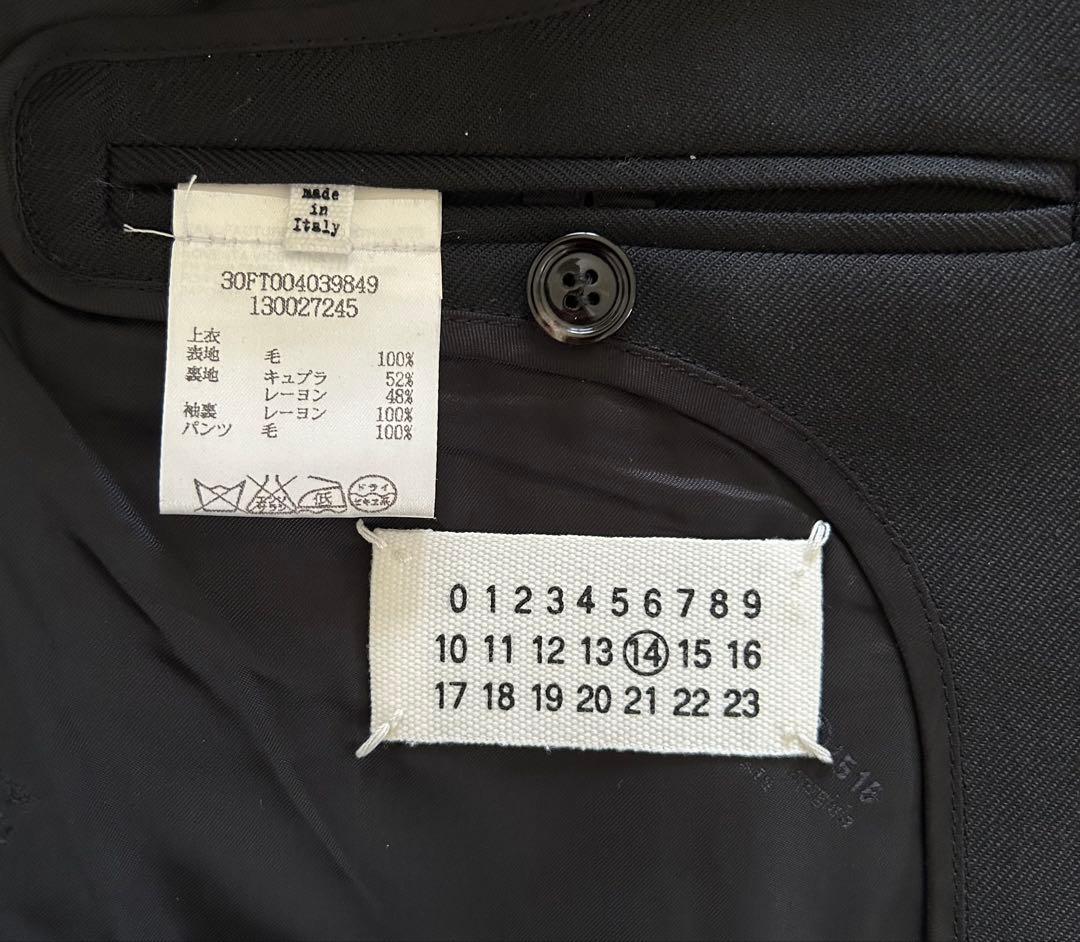 made
in
Italy
30FT004039849
130027245
上衣
表地 毛 100%
裏地 キュプラ 52%
レーヨン 48%
袖裏 レーヨン 100%
パンツ 毛 100%
低
ドライ
0 1 2 3 4 5 6 7 8 9
10 11 12 13 14 15 16
17 18 19 20 21 22 23